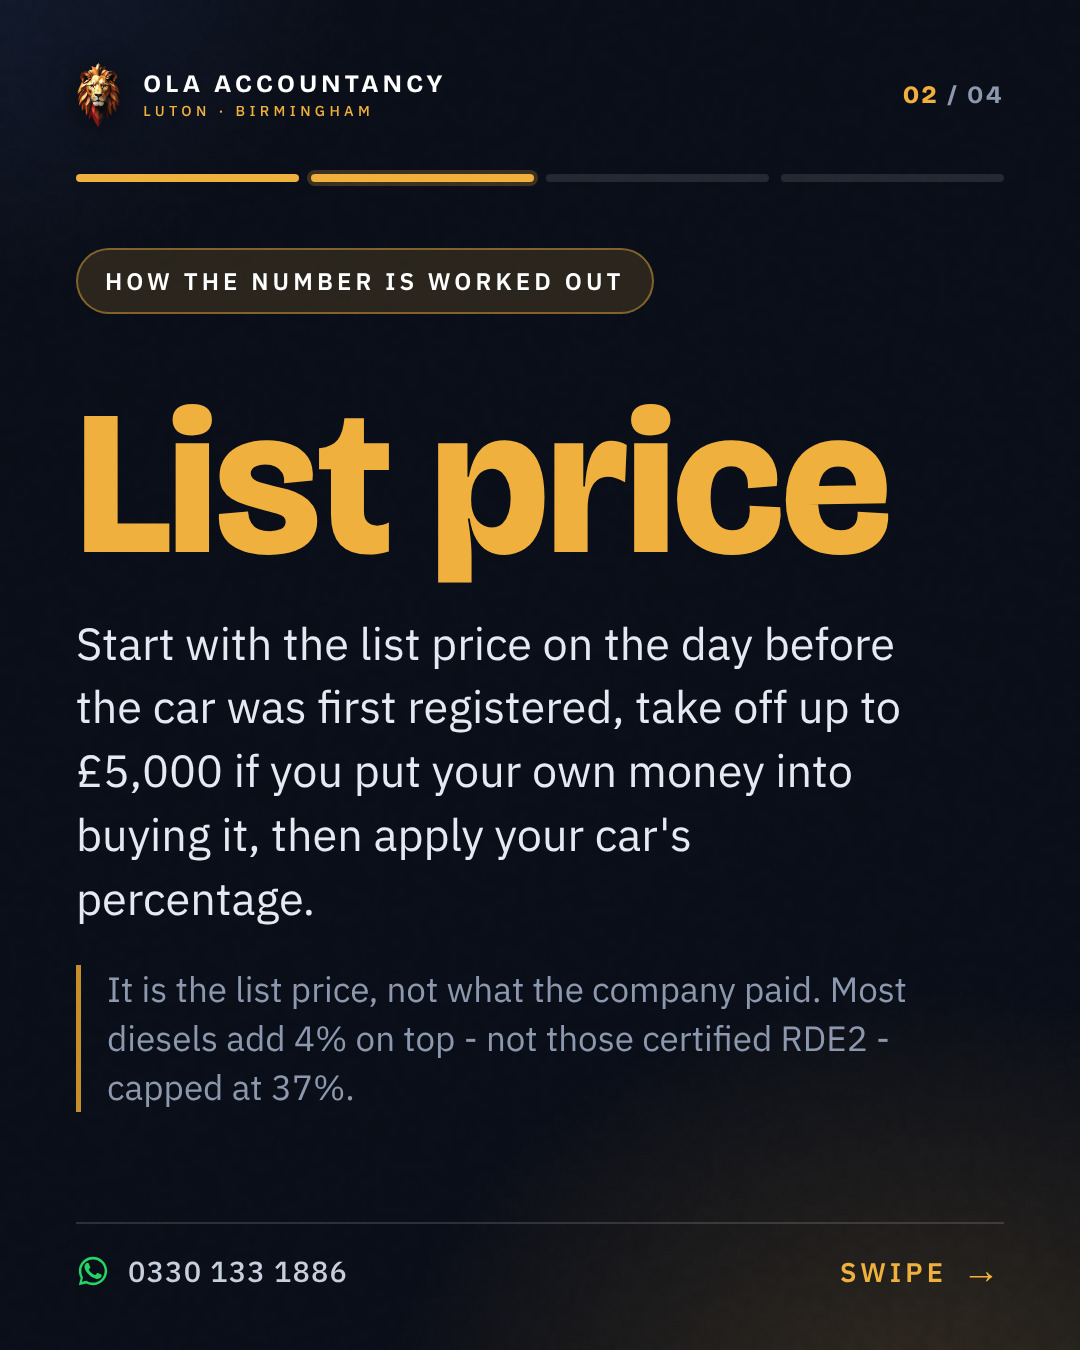 OLA ACCOUNTANCY
LUTON · BIRMINGHAM
02 / 04
HOW THE NUMBER IS WORKED OUT
List price
Start with the list price on the day before
the car was first registered, take off up to
£5,000 if you put your own money into
buying it, then apply your car's
percentage.
It is the list price, not what the company paid. Most
diesels add 4% on top - not those certified RDE2 -
capped at 37%.
0330 133 1886
SWIPE →